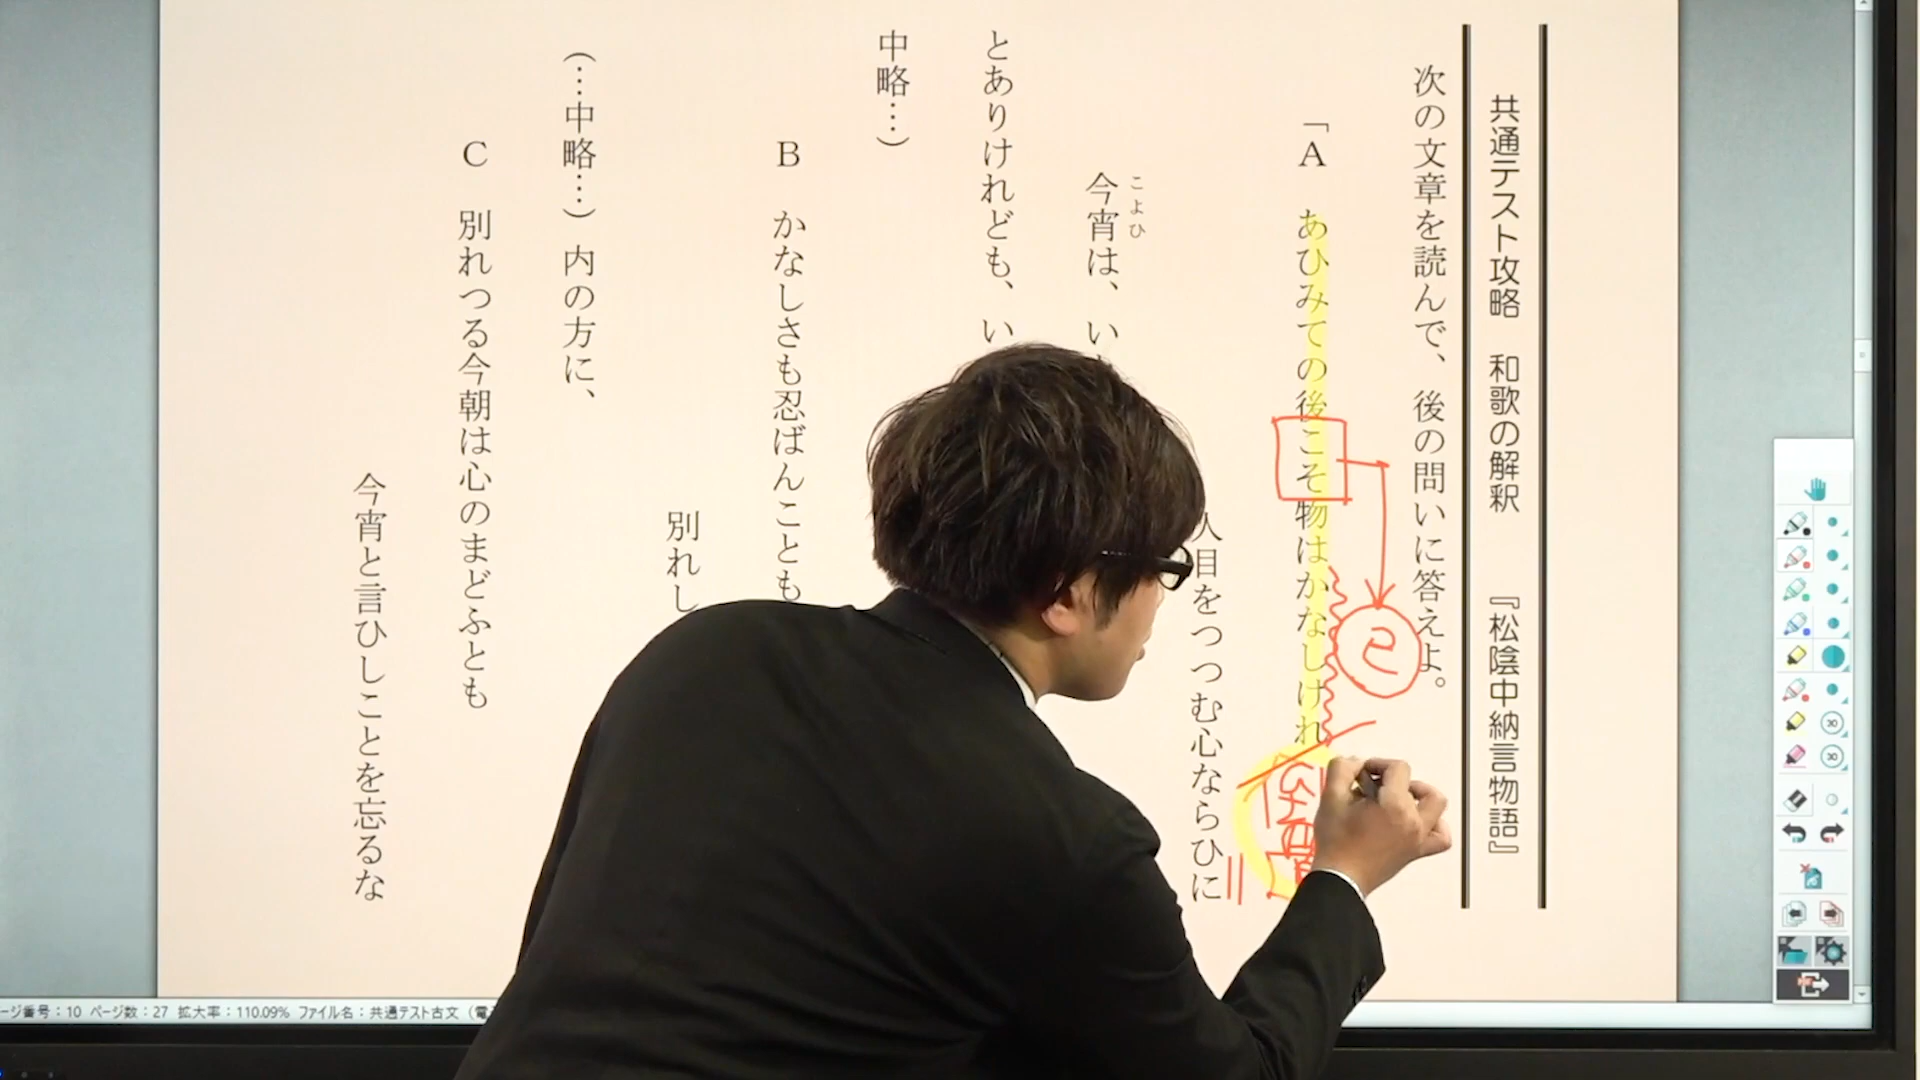 共通テスト攻略 和歌の解釈 『松陰中納言物語』
次の文章を読んで、後の問いに答えよ。
「A あひみての後こそ物はかなしけれ
人目をつつむ心ならひに
こよひ
今宵は、い
とありけれども、い
中略…)
B かなしさも忍ばんことも
別れし
(…中略…) 内の方に、
C 別れつる今朝は心のまどふとも
今宵と言ひしことを忘るな
已
ージ番号：10 ページ数：27 拡大率：110.09% ファイル名：共通テスト古文（電